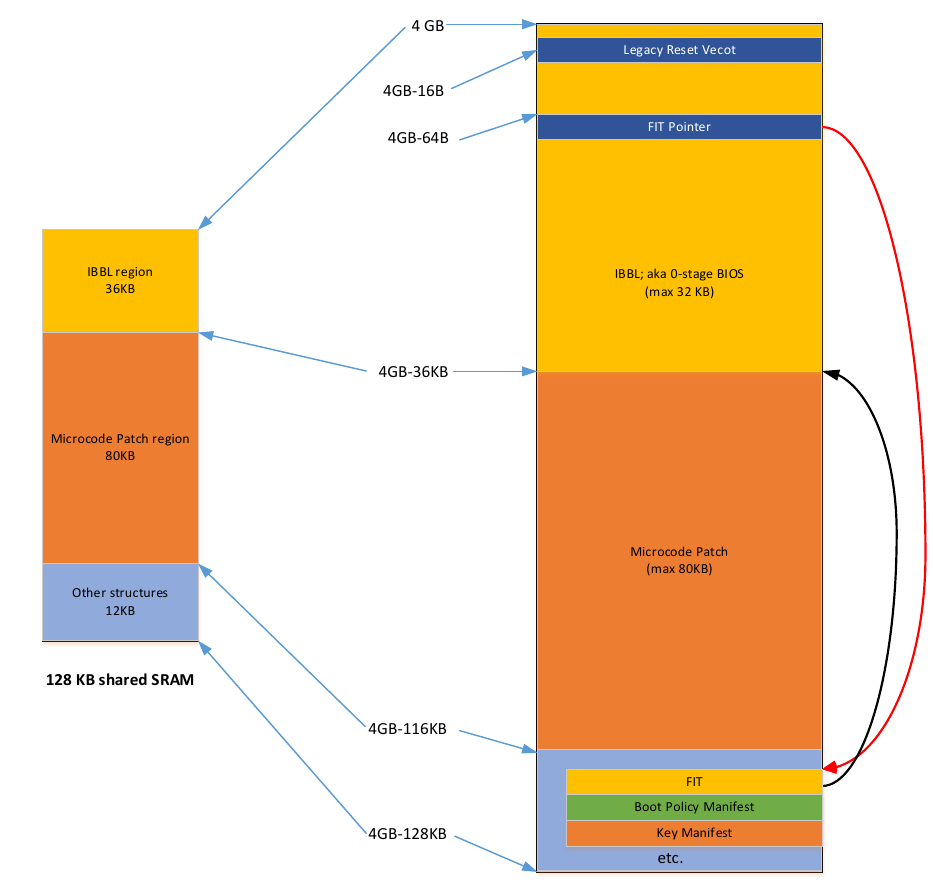 4 GB
Legacy Reset Vecot
4GB-16B
FIT Pointer
4GB-64B
IBBL region
36KB
IBBL; aka 0-stage BIOS
(max 32 KB)
4GB-36KB
Microcode Patch region
80KB
Microcode Patch
(max 80KB)
Other structures
12KB
128 KB shared SRAM
4GB-116KB
FIT
Boot Policy Manifest
Key Manifest
4GB-128KB
etc.